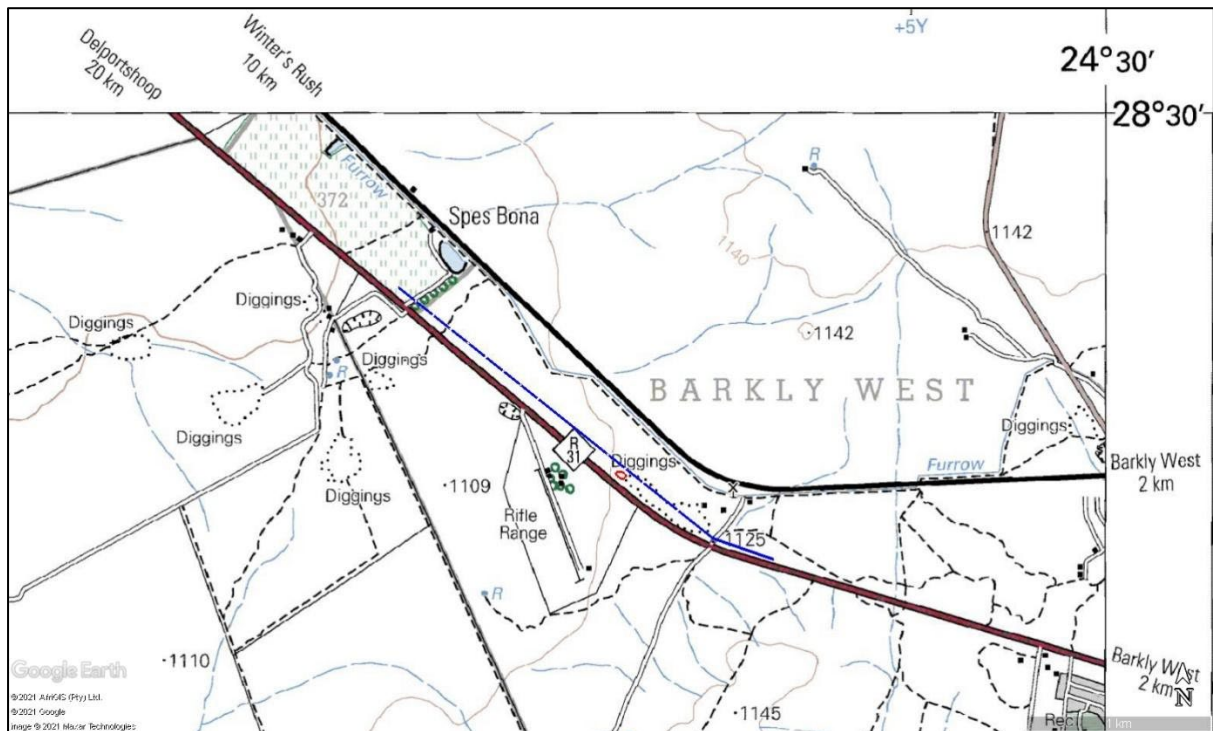 +5Y
24°30'
28°30'
Delportshoop
20 km
Winter's Rush
10 km
R
Furrow
372
Spes Bona
1142
1140
Diggings
Diggings
1142
Diggings
R
BARKLY WEST
Diggings
Diggings
R
31
Diggings
Furrow
Barkly West
2 km
Diggings
1109
Rifle
Range
1125
R
1110
Barkly West
2 km
N
Google Earth
©2021 AfriGIS (Pty) Ltd.
©2021 Google
Image © 2021 Maxar Technologies
1145
Rec
1 km